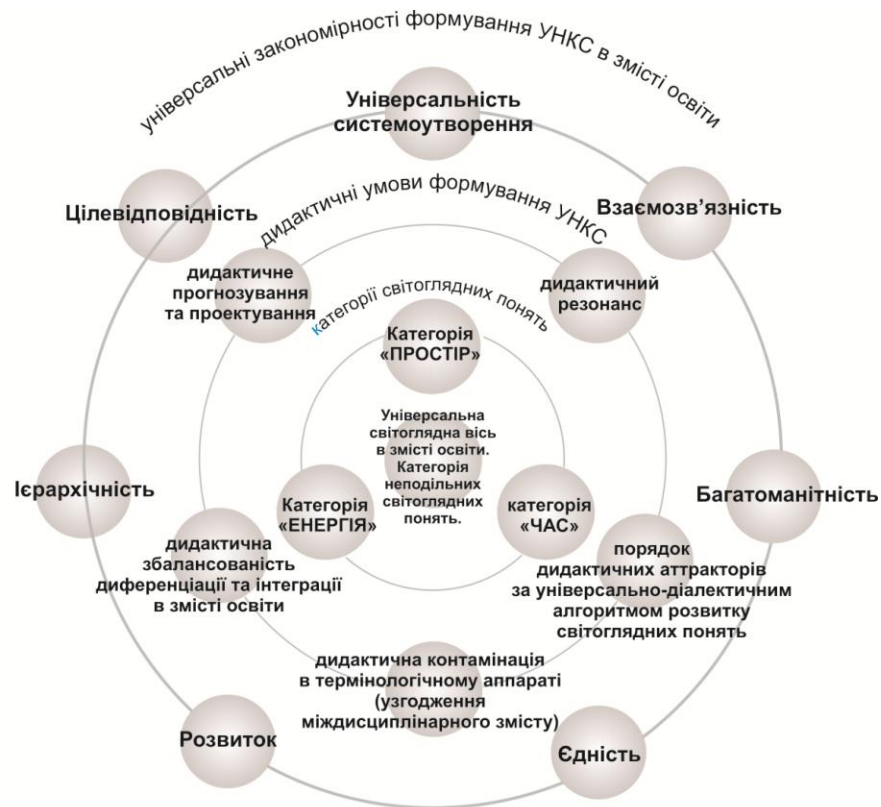 універсальні закономірності формування УНКС в змісті освіти
Універсальність
системоутворення
Цілевідповідність
Взаємозв’язність
дидактичні умови формування УНКС
дидактичне
прогнозування
та проектування
дидактичний
резонанс
категорії світоглядних понять
Категорія
«ПРОСТІР»
Універсальна
світоглядна вісь
в змісті освіти.
Категорія
неподільних
світоглядних
понять.
Ієрархічність
Категорія
«ЕНЕРГІЯ»
категорія
«ЧАС»
Багатоманітність
дидактична
збалансованість
диференціації та інтеграції
в змісті освіти
порядок
дидактичних аттракторів
за універсально-діалектичним
алгоритмом розвитку
світоглядних понять
дидактична контамінація
в термінологічному аппараті
(узгодження
міждисциплінарного змісту)
Розвиток
Єдність